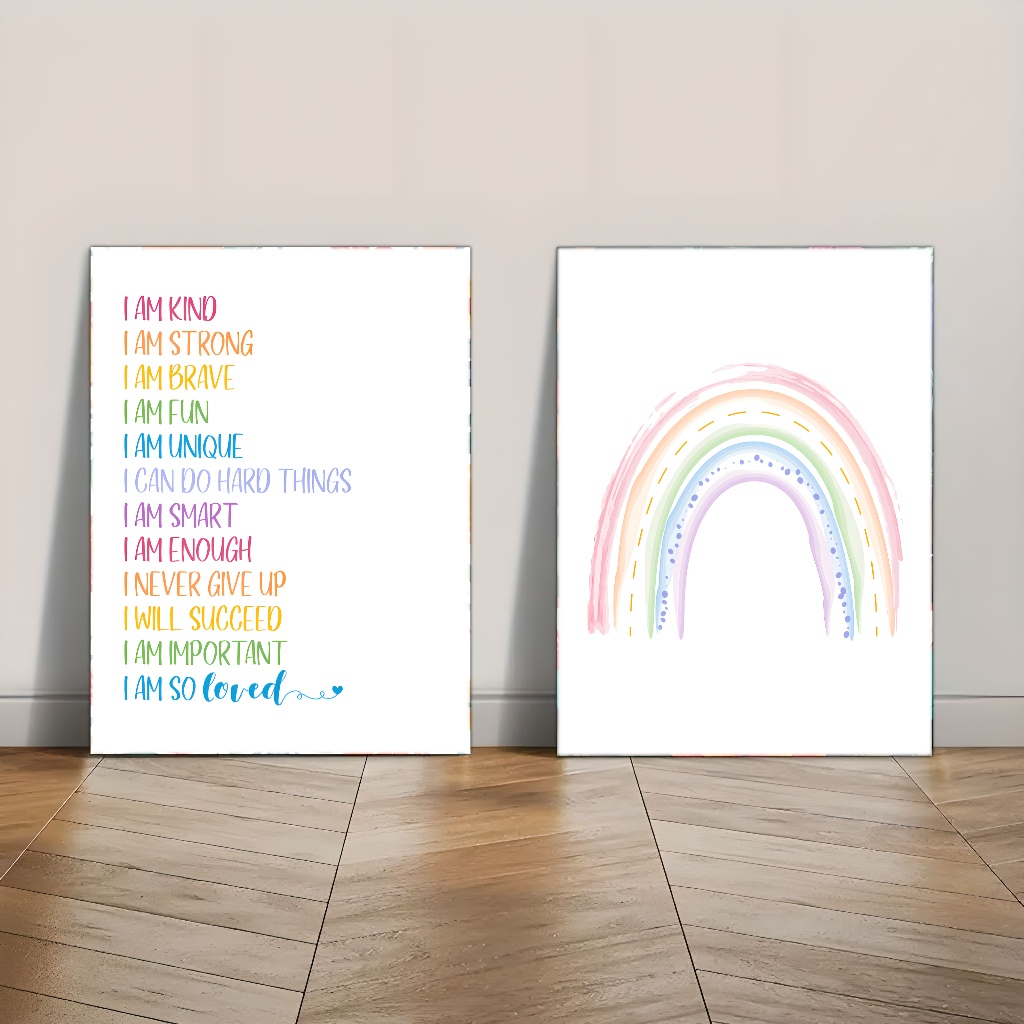 I AM KIND
I AM STRONG
I AM BRAVE
I AM FUN
I AM UNIQUE
I CAN DO HARD THINGS
I AM SMART
I AM ENOUGH
I NEVER GIVE UP
I WILL SUCCEED
I AM IMPORTANT
I AM SO loved